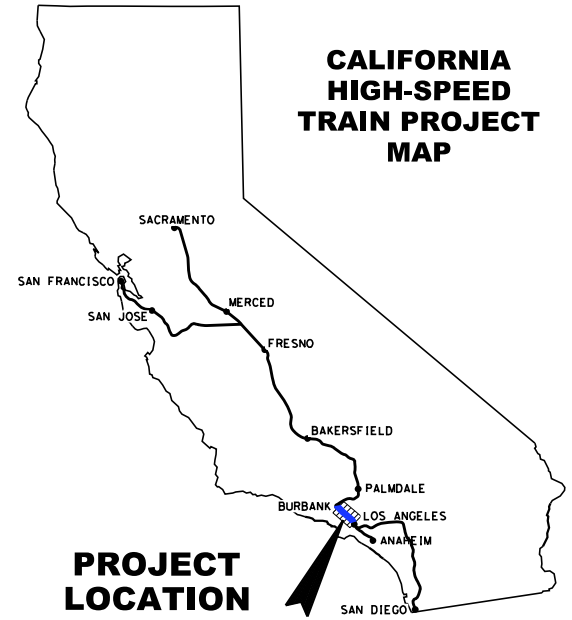 CALIFORNIA
HIGH-SPEED
TRAIN PROJECT
MAP
SACRAMENTO
SAN FRANCISCO
MERCED
SAN JOSE
FRESNO
BAKERSFIELD
PALMDALE
BURBANK
LOS ANGELES
ANAHEIM
PROJECT
LOCATION
SAN DIEGO